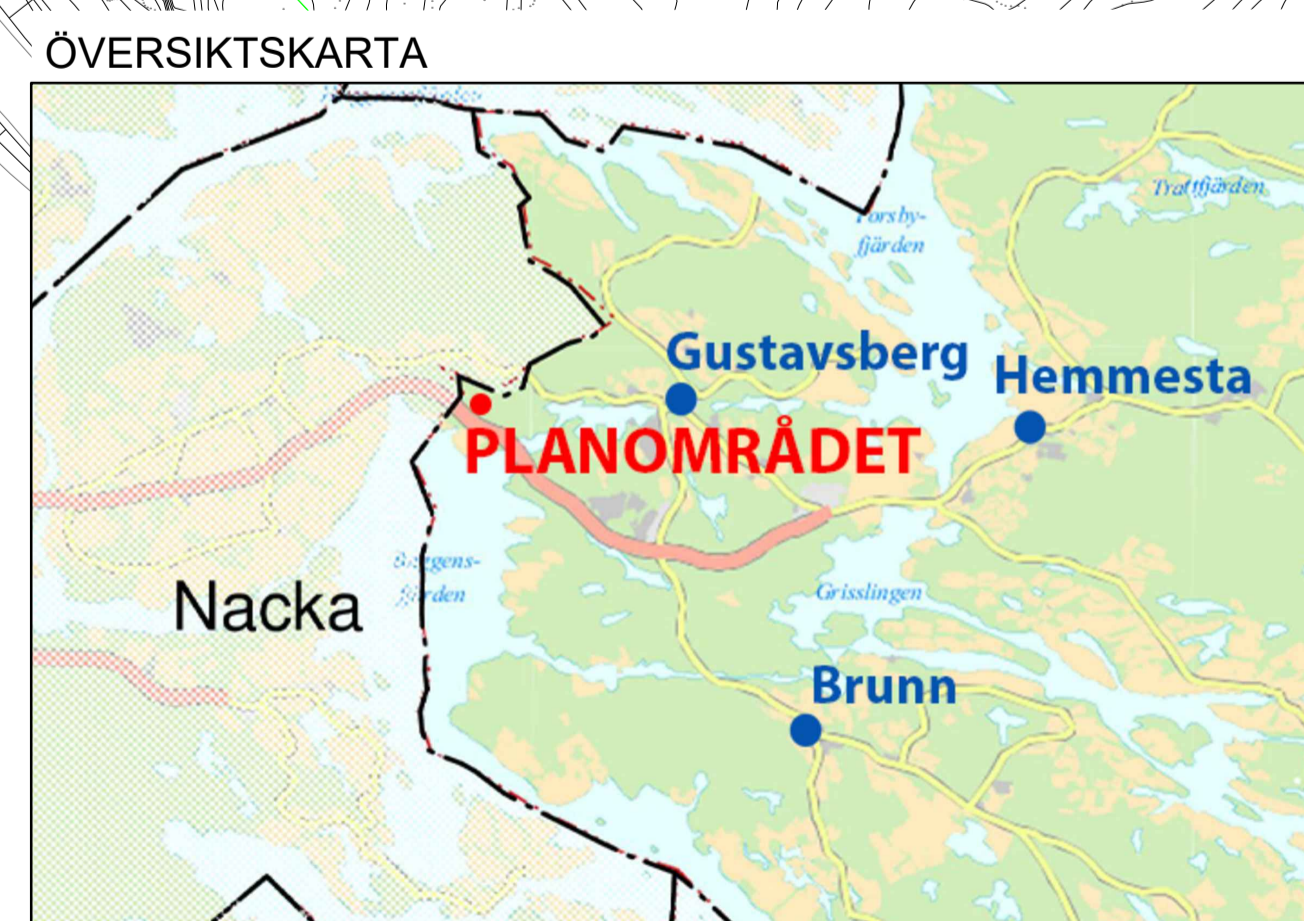 ÖVERSIKTSKARTA
Trattfjärden
fjärden
Gustavsberg
Hemmesta
PLANOMRÅDET
Nacka
Grisslingen
Brunn